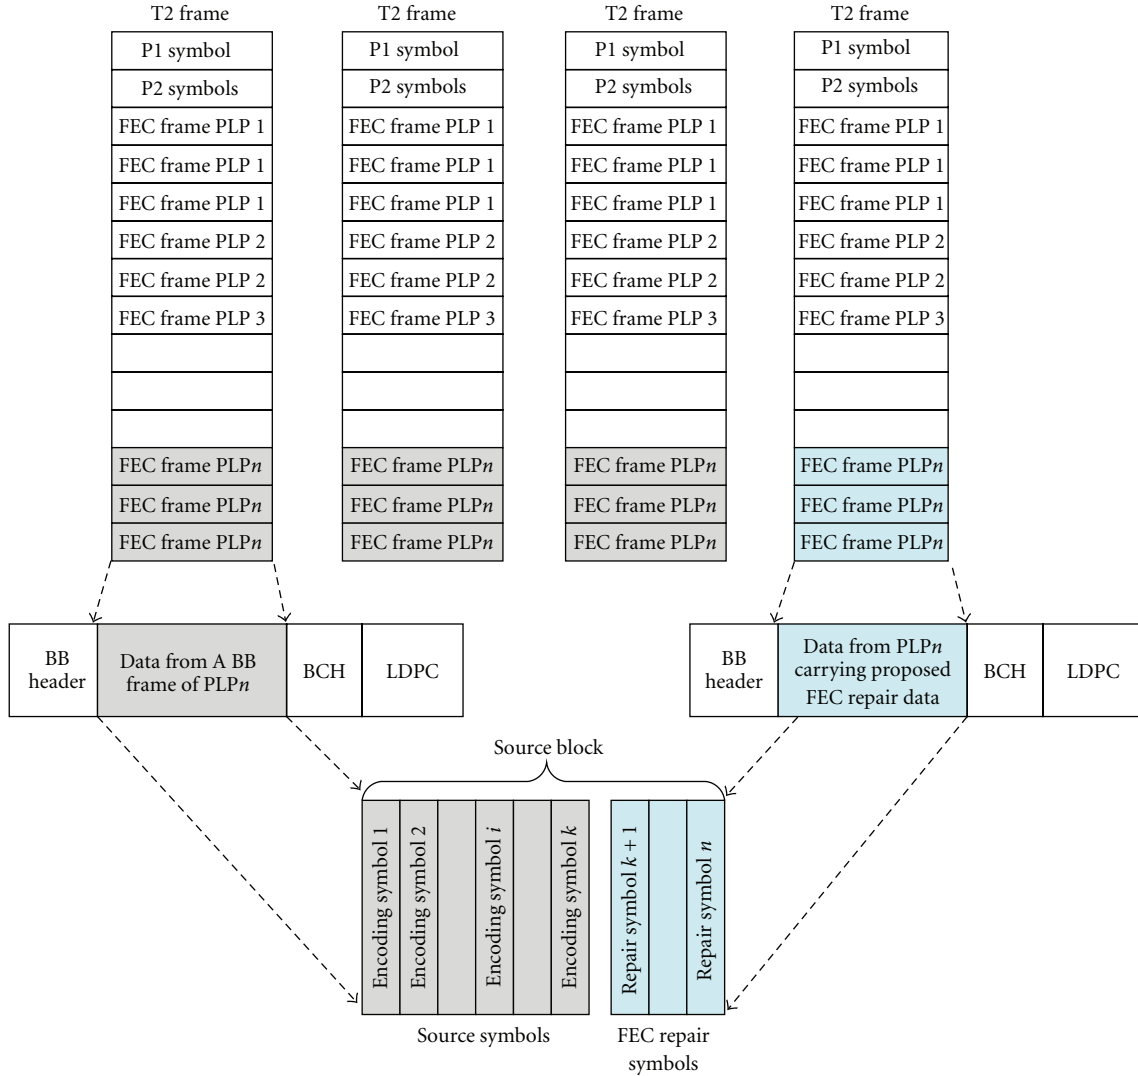 T2 frame
T2 frame
T2 frame
T2 frame
P1 symbol
P1 symbol
P1 symbol
P1 symbol
P2 symbols
P2 symbols
P2 symbols
P2 symbols
FEC frame PLP 1
FEC frame PLP 1
FEC frame PLP 1
FEC frame PLP 1
FEC frame PLP 1
FEC frame PLP 1
FEC frame PLP 1
FEC frame PLP 1
FEC frame PLP 1
FEC frame PLP 1
FEC frame PLP 1
FEC frame PLP 1
FEC frame PLP 2
FEC frame PLP 2
FEC frame PLP 2
FEC frame PLP 2
FEC frame PLP 2
FEC frame PLP 2
FEC frame PLP 2
FEC frame PLP 2
FEC frame PLP 3
FEC frame PLP 3
FEC frame PLP 3
FEC frame PLP 3
FEC frame PLPn
FEC frame PLPn
FEC frame PLPn
FEC frame PLPn
FEC frame PLPn
FEC frame PLPn
FEC frame PLPn
FEC frame PLPn
FEC frame PLPn
FEC frame PLPn
FEC frame PLPn
FEC frame PLPn
BB
header
Data from A BB
frame of PLPn
BCH
LDPC
BB
header
Data from PLPn
carrying proposed
FEC repair data
BCH
LDPC
Source block
Encoding symbol 1
Encoding symbol 2
Encoding symbol i
Encoding symbol k
Repair symbol k + 1
Repair symbol n
Source symbols
FEC repair
symbols